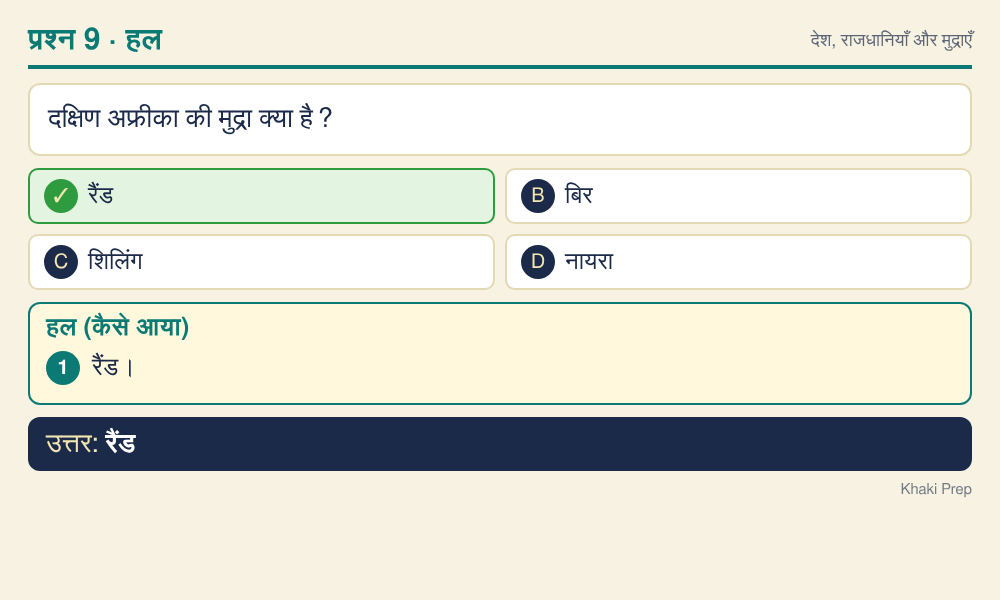 प्रश्न 9 · हल
देश, राजधानियाँ और मुद्राएँ
दक्षिण अफ्रीका की मुद्रा क्या है ?
✓ रैंड
B बिर
C शिलिंग
D नायरा
हल (कैसे आया)
1 रैंड।
उत्तर: रैंड
Khaki Prep